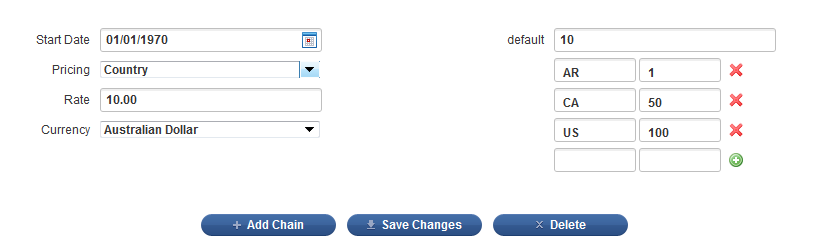 Start Date 01/01/1970
Pricing Country
Rate 10.00
Currency Australian Dollar
default 10
AR 1
CA 50
US 100
Add Chain Save Changes Delete